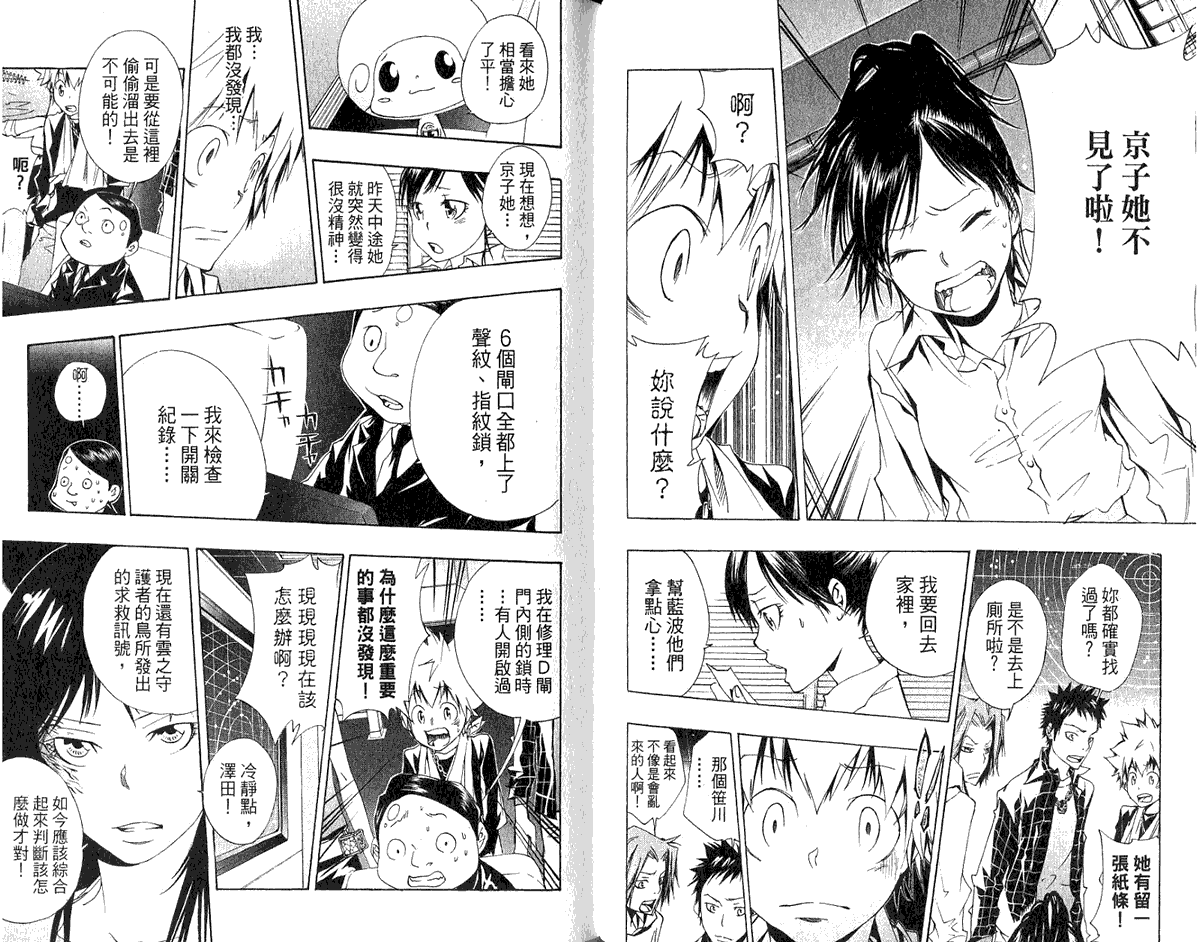 京子她不
見了啦！
啊？
妳說什麼？
妳都確實找
過了嗎？
是不是去上
廁所啦？
她有留一
張紙條！
我要回去
家裡，
幫藍波他們
拿點心……
那個笹川
……
看起來
不像是會亂
來的人啊！
看來她
相當擔心
了平！
現在想想，
京子她…
昨天中途她
就突然變得
很沒精神…
我…
我都沒發現…
可是要從這裡
偷偷溜出去是
不可能的！
呃？
6個閘口全都上了
聲紋、指紋鎖，
カキ
カキ
我來檢查
一下開關
紀錄……
啊……
我在修理D閘
門內側的鎖時
…有人開啟過
……
為什麼這麼重要
的事都沒發現！
現現現現在該
怎麼辦啊？
冷靜點，
澤田！
現在還有雲之守
護者的鳥所發出
的求救訊號，
如今應該綜合
起來判斷該怎
麼做才對！